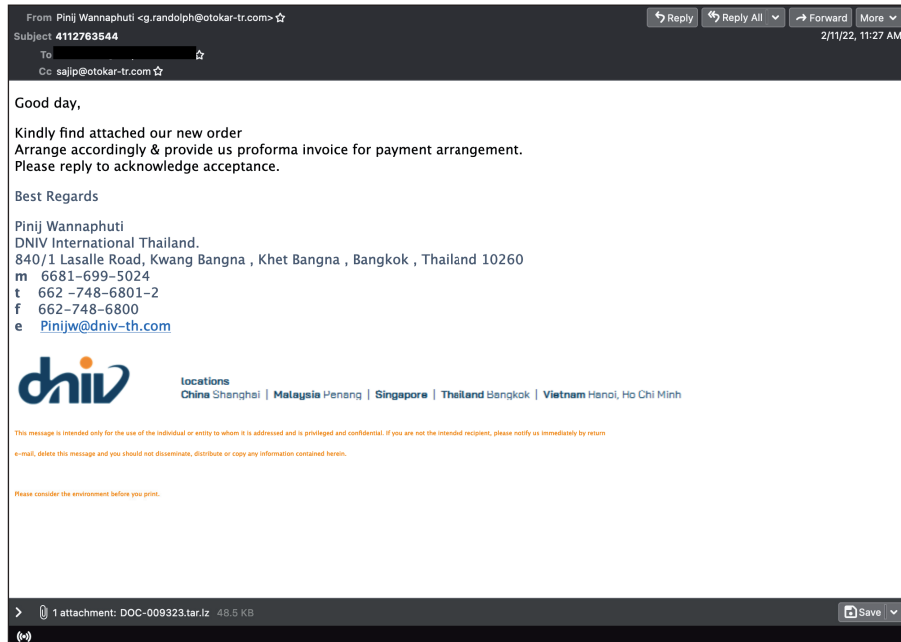 From Pinij Wannaphuti <g.randolph@otokar-tr.com>
Reply Reply All Forward More
Subject 4112763544
2/11/22, 11:27 AM
To
Cc sajip@otokar-tr.com
Good day,
Kindly find attached our new order
Arrange accordingly & provide us proforma invoice for payment arrangement.
Please reply to acknowledge acceptance.
Best Regards
Pinij Wannaphuti
DNIV International Thailand.
840/1 Lasalle Road, Kwang Bangna , Khet Bangna , Bangkok , Thailand 10260
m 6681-699-5024
t 662 -748-6801-2
f 662-748-6800
e Pinijw@dniv-th.com
dniv
locations
China Shanghai | Malaysia Penang | Singapore | Thailand Bangkok | Vietnam Hanoi, Ho Chi Minh
This message is intended only for the use of the individual or entity to whom it is addressed and is privileged and confidential. If you are not the intended recipient, please notify us immediately by return
e-mail, delete this message and you should not disseminate, distribute or copy any information contained herein.
Please consider the environment before you print.
1 attachment: DOC-009323.tar.lz 48.5 KB
Save